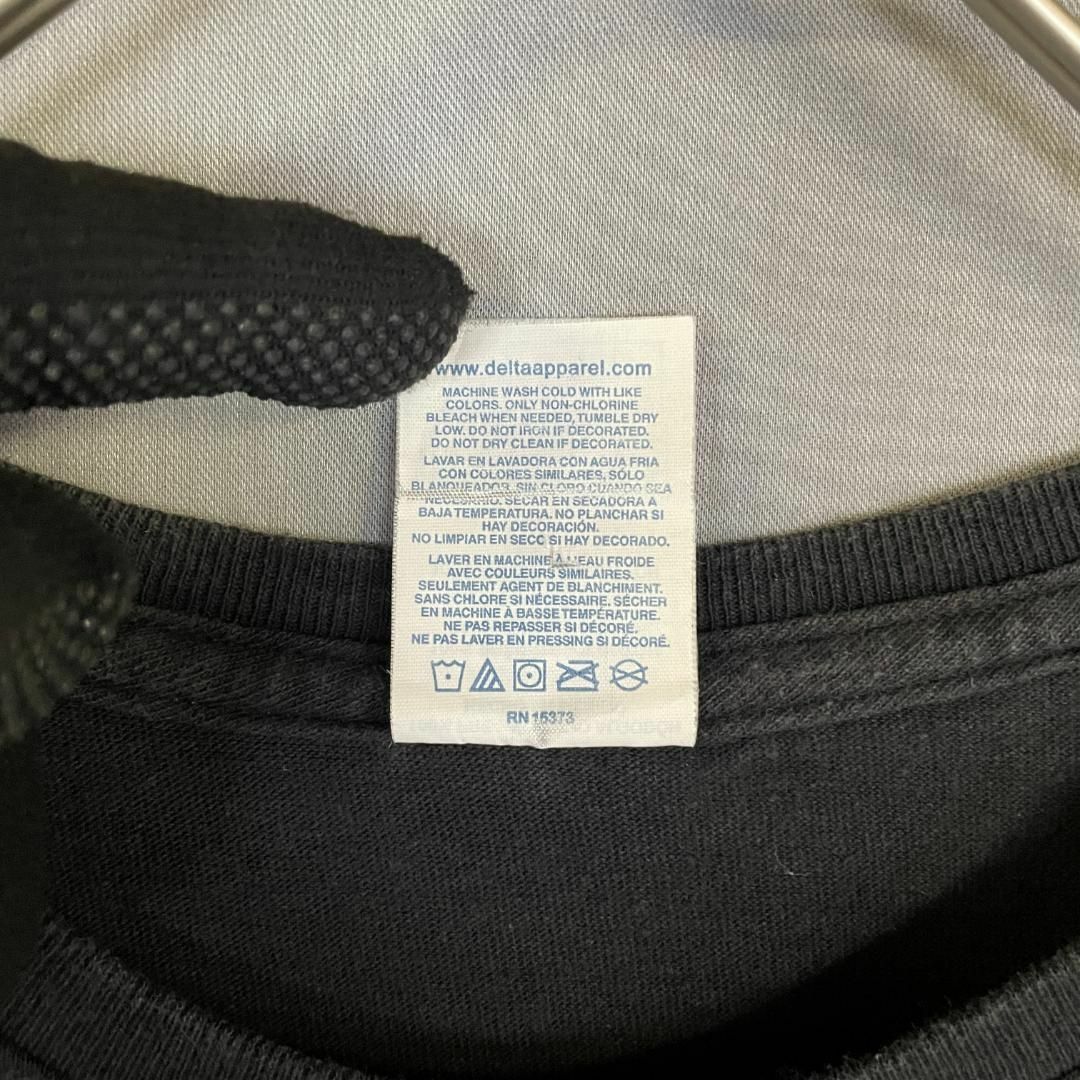 www.deltaapparel.com
MACHINE WASH COLD WITH LIKE
COLORS. ONLY NON-CHLORINE
BLEACH WHEN NEEDED, TUMBLE DRY
LOW. DO NOT IRON IF DECORATED.
DO NOT DRY CLEAN IF DECORATED.
LAVAR EN LAVADORA CON AGUA FRIA
CON COLORES SIMILARES, SÓLO
BLANQUEADOR SIN CLORO CUANDO SEA
NECESARIO. SECAR EN SECADORA A
BAJA TEMPERATURA. NO PLANCHAR SI
HAY DECORACIÓN.
NO LIMPIAR EN SECO SI HAY DECORADO.
LAVER EN MACHINE À L'EAU FROIDE
AVEC COULEURS SIMILAIRES.
SEULEMENT AGENT DE BLANCHIMENT.
SANS CHLORE SI NÉCESSAIRE. SÉCHER
EN MACHINE À BASSE TEMPÉRATURE.
NE PAS REPASSER SI DÉCORÉ.
NE PAS LAVER EN PRESSING SI DÉCORÉ.
RN 15373